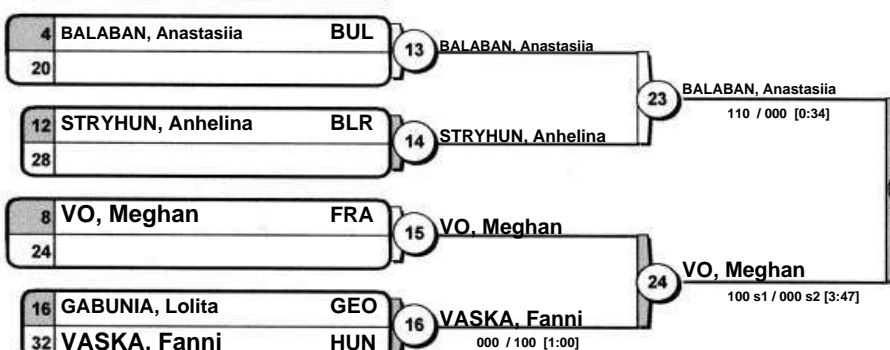 4 BALABAN, Anastasiia BUL
20
13
BALABAN, Anastasiia
12 STRYHUN, Anhelina BLR
28
14
STRYHUN, Anhelina
23
BALABAN, Anastasiia
110 / 000 [0:34]
8 VO, Meghan FRA
24
15
VO, Meghan
16 GABUNIA, Lolita GEO
32 VASKA, Fanni HUN
16
VASKA, Fanni
000 / 100 [1:00]
24
VO, Meghan
100 s1 / 000 s2 [3:47]